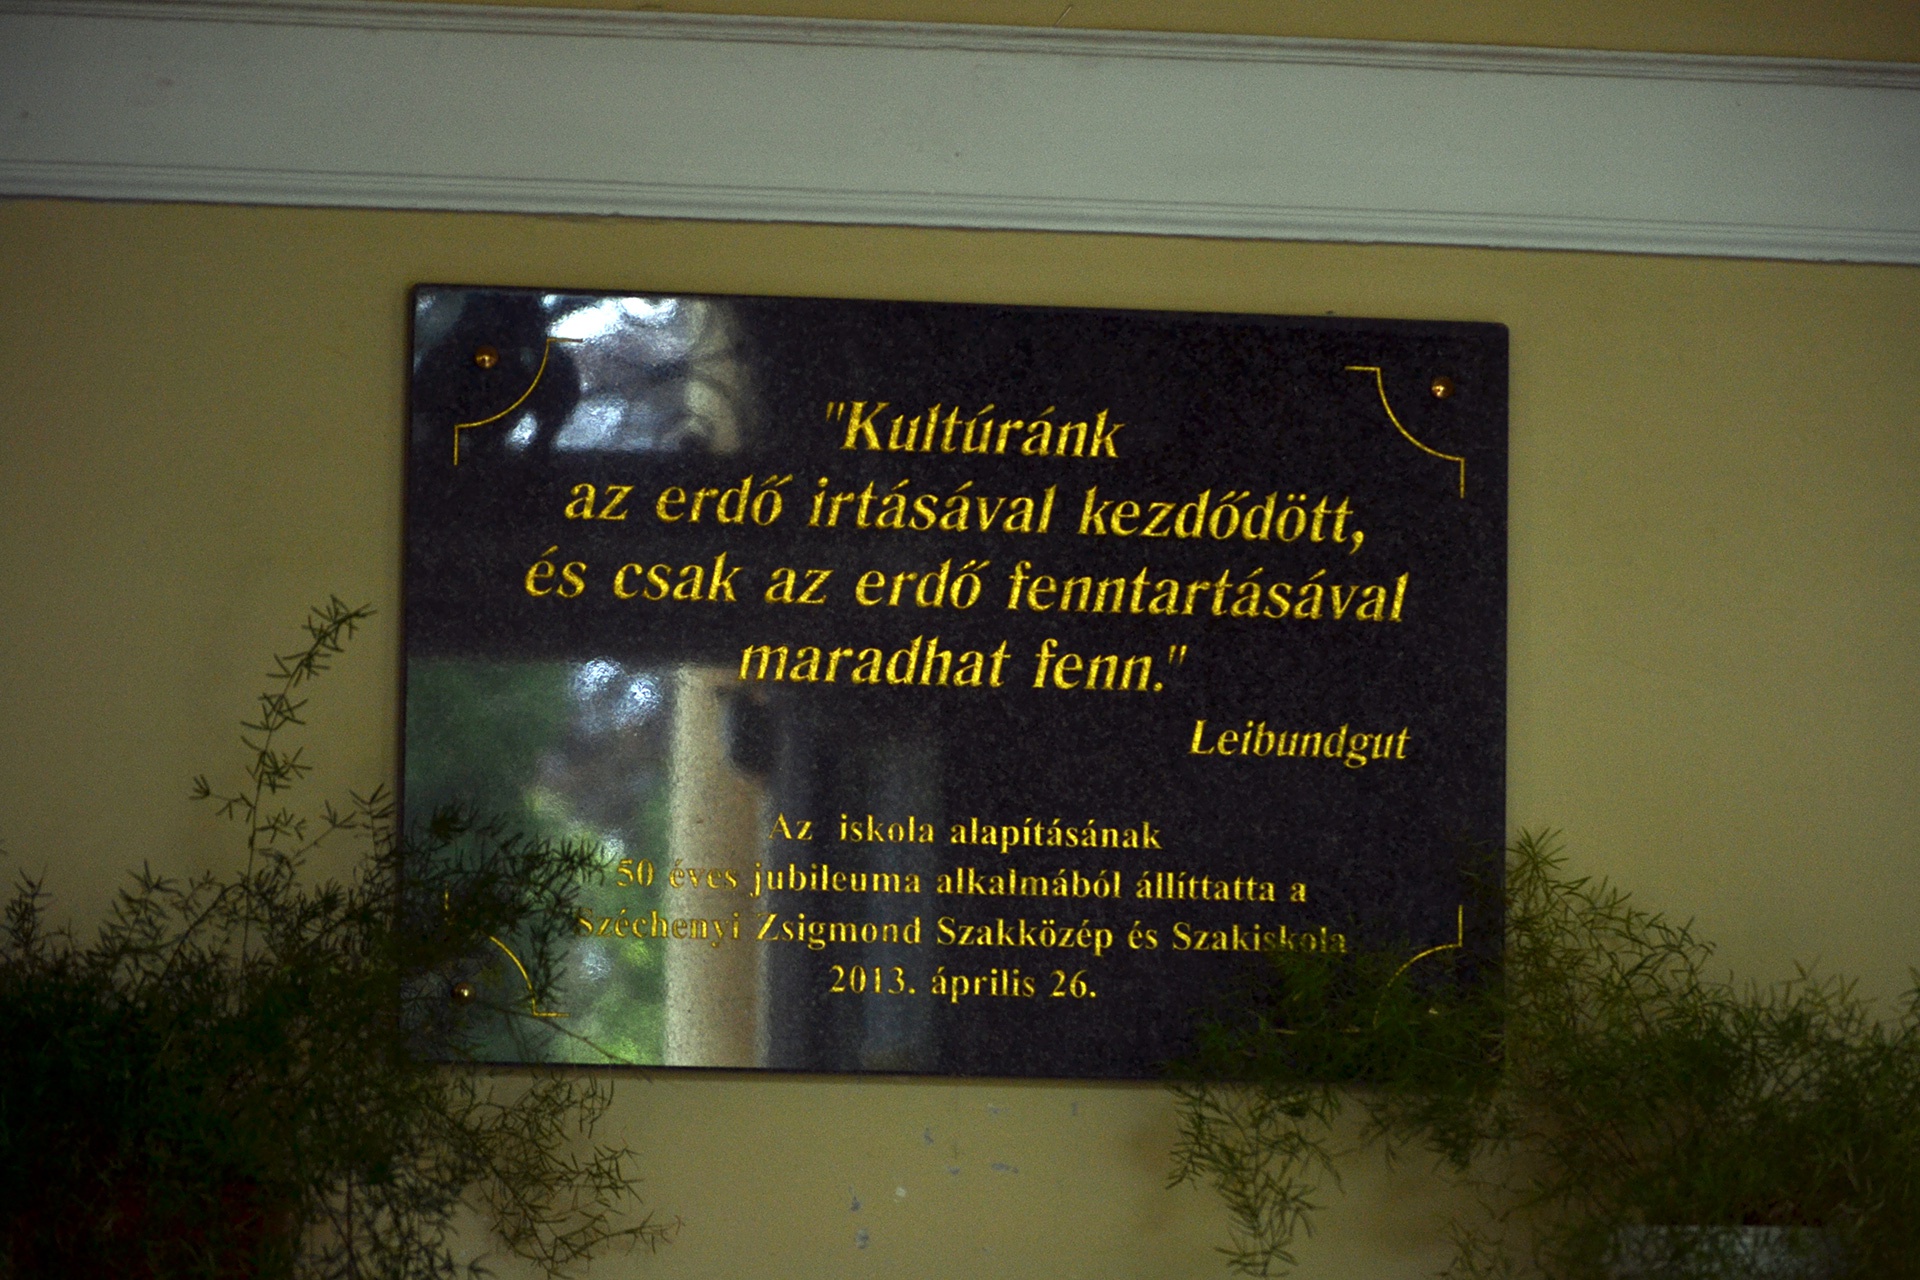 "Kultúránk
az erdő irtásával kezdődött,
és csak az erdő fenntartásával
maradhat fenn."
Leibundgut
Az iskola alapításának
50 éves jubileuma alkalmából állíttatta a
Széchenyi Zsigmond Szakközép és Szakiskola
2013. április 26.